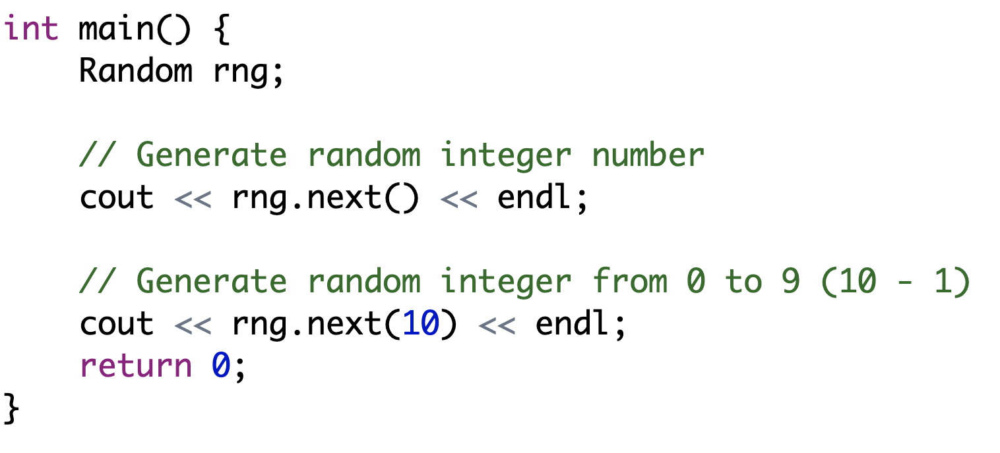 int main() {
    Random rng;
    // Generate random integer number
    cout << rng.next() << endl;
    // Generate random integer from 0 to 9 (10 - 1)
    cout << rng.next(10) << endl;
    return 0;
}